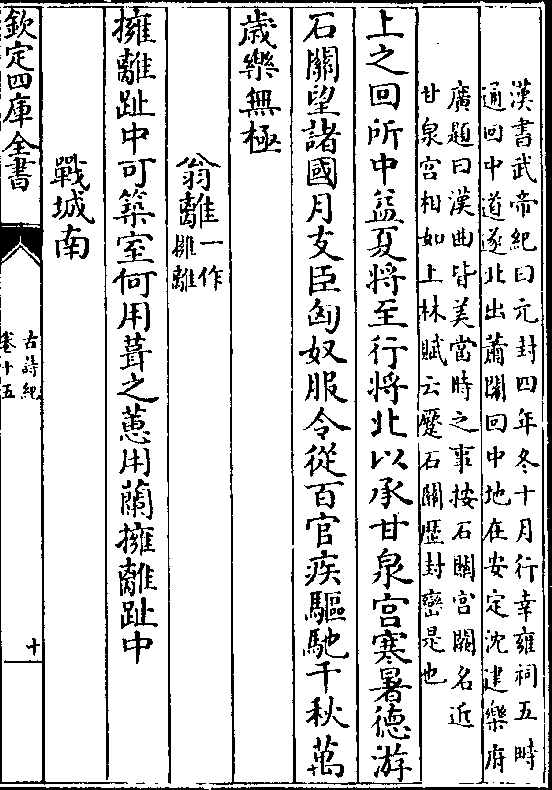 漢書武帝紀曰元封四年冬十月行幸雍祠五畤
通回中道遂北出蕭關回中地在安定沈建樂府
廣題曰漢曲皆美當時之事按石關宫關名近
甘泉宫相如上林賦云蹷石關歷封巒是也
上之回所中益夏將至行將北以承甘泉宫寒暑德游
石關望諸國月支臣匈奴服令從百官疾驅馳千秋萬
歲樂無極
翁離一作
雝離
擁離趾中可築室何用葺之蕙用蘭擁離趾中
戰城南
欽定四庫全書
古詩紀
卷十五
十